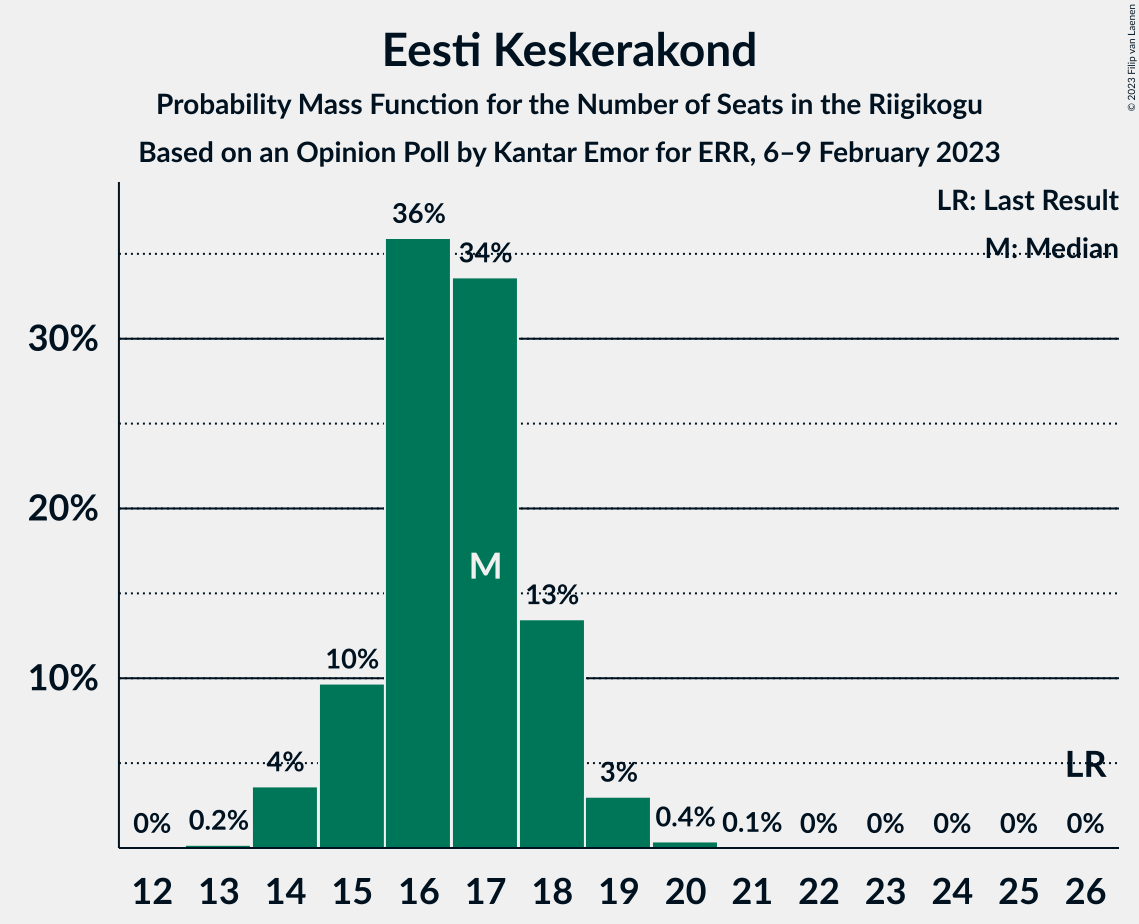 Eesti Keskerakond
Probability Mass Function for the Number of Seats in the Riigikogu
Based on an Opinion Poll by Kantar Emor for ERR, 6–9 February 2023
© 2023 Filip van Laenen
LR: Last Result
M: Median
36%
34%
30%
20%
M
13%
10%
10%
4%
3%
LR
0%
0.2%
0.4%
0.1%
0%
0%
0%
0%
0%
12 13 14 15 16 17 18 19 20 21 22 23 24 25 26